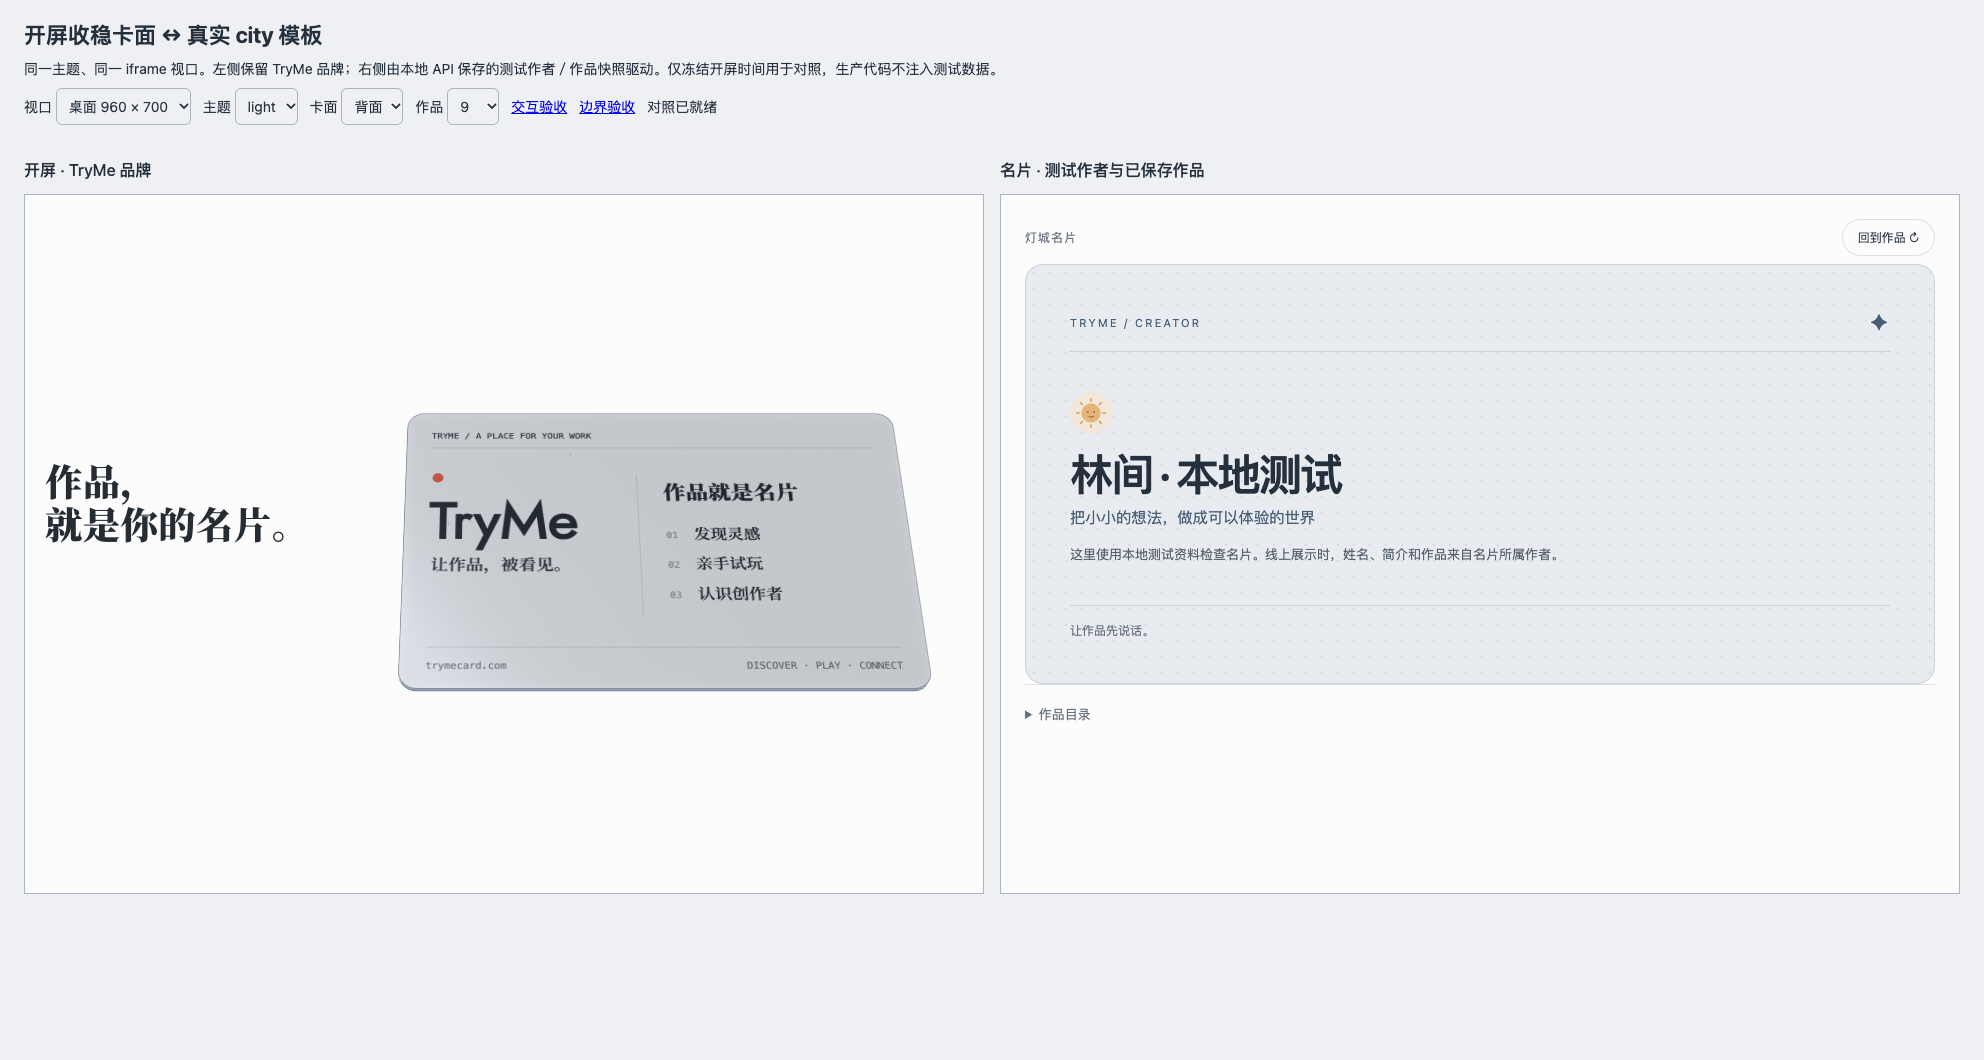 开屏收稳卡面 ↔ 真实 city 模板
同一主题、同一 iframe 视口。左侧保留 TryMe 品牌；右侧由本地 API 保存的测试作者 / 作品快照驱动。仅冻结开屏时间用于对照，生产代码不注入测试数据。
视口 桌面 960 × 700 主题 light 卡面 背面 作品 9 交互验收 边界验收 对照已就绪
开屏 · TryMe 品牌
作品，
就是你的名片。
TRYME / A PLACE FOR YOUR WORK
TryMe
让作品，被看见。
作品就是名片
01 发现灵感
02 亲手试玩
03 认识创作者
trymecard.com
DISCOVER · PLAY · CONNECT
名片 · 测试作者与已保存作品
灯城名片
回到作品 ↻
TRYME / CREATOR
林间·本地测试
把小小的想法，做成可以体验的世界
这里使用本地测试资料检查名片。线上展示时，姓名、简介和作品来自名片所属作者。
让作品先说话。
▶ 作品目录